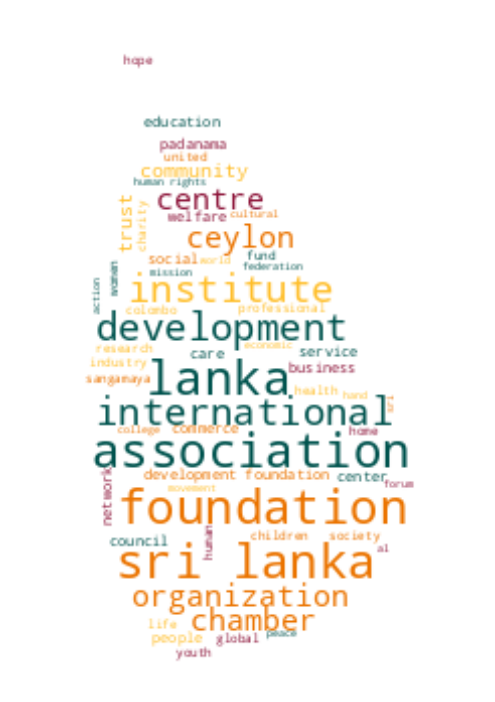 hope
education
padanama
united
community
human rights
trust
charity
centre
welfare
cultural
ceylon
social
world
fund
federation
mission
women
action
institute
colombo
professional
development
research
care
economic
service
industry
business
sangamaya
lanka
health
hand
international
sri
college
commerce
home
association
network
development foundation
center
forum
movement
foundation
council
human
children
society
al
sri lanka
organization
chamber
life
people
global
peace
youth